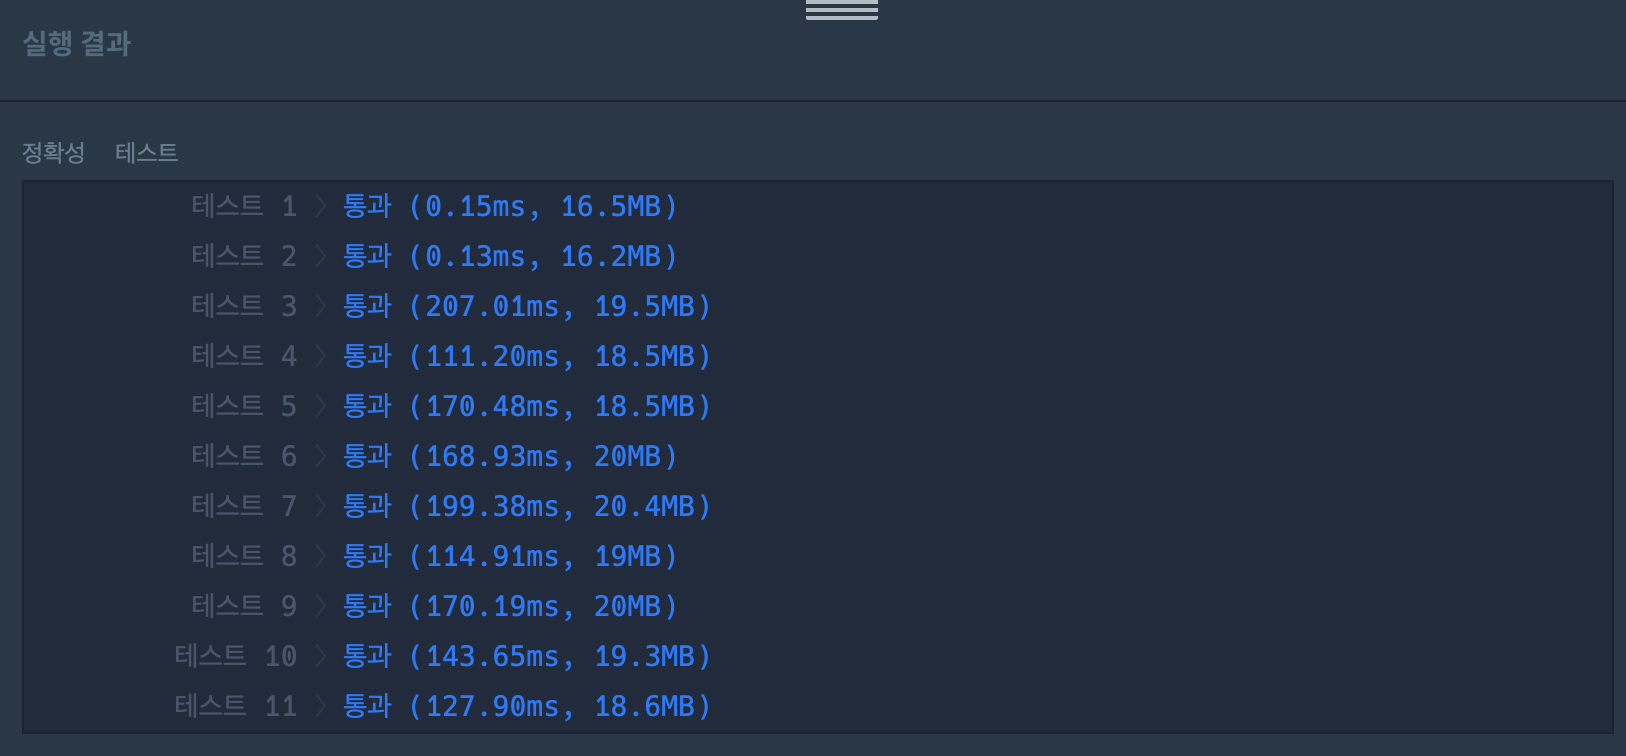 실행 결과
정확성 테스트
테스트 1 〉 통과 (0.15ms, 16.5MB)
테스트 2 〉 통과 (0.13ms, 16.2MB)
테스트 3 〉 통과 (207.01ms, 19.5MB)
테스트 4 〉 통과 (111.20ms, 18.5MB)
테스트 5 〉 통과 (170.48ms, 18.5MB)
테스트 6 〉 통과 (168.93ms, 20MB)
테스트 7 〉 통과 (199.38ms, 20.4MB)
테스트 8 〉 통과 (114.91ms, 19MB)
테스트 9 〉 통과 (170.19ms, 20MB)
테스트 10 〉 통과 (143.65ms, 19.3MB)
테스트 11 〉 통과 (127.90ms, 18.6MB)